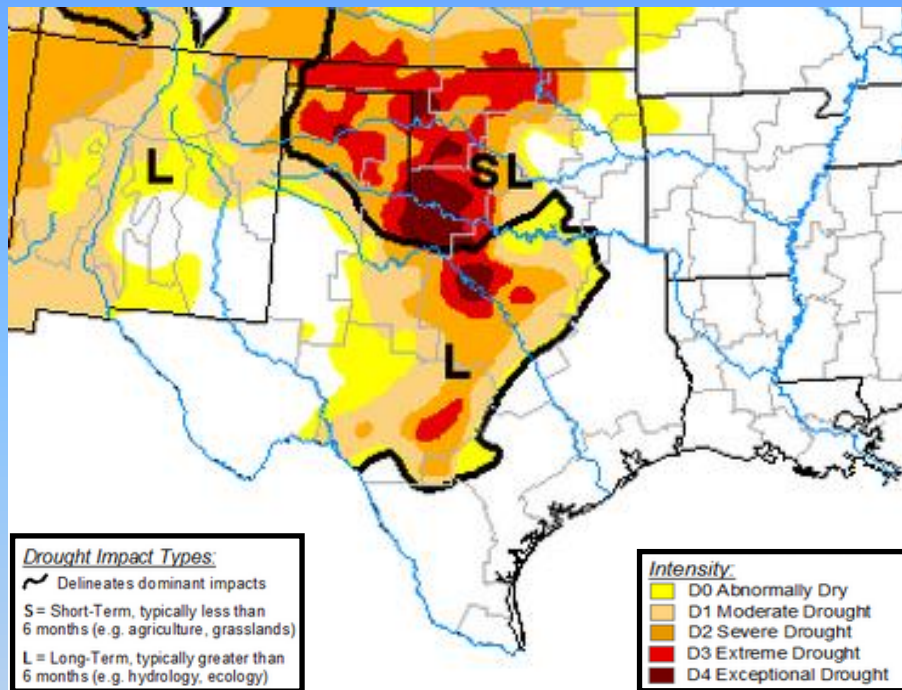 L
SL
L
Drought Impact Types:
Delineates dominant impacts
S = Short-Term, typically less than
6 months (e.g. agriculture, grasslands)
L = Long-Term, typically greater than
6 months (e.g. hydrology, ecology)
Intensity:
D0 Abnormally Dry
D1 Moderate Drought
D2 Severe Drought
D3 Extreme Drought
D4 Exceptional Drought